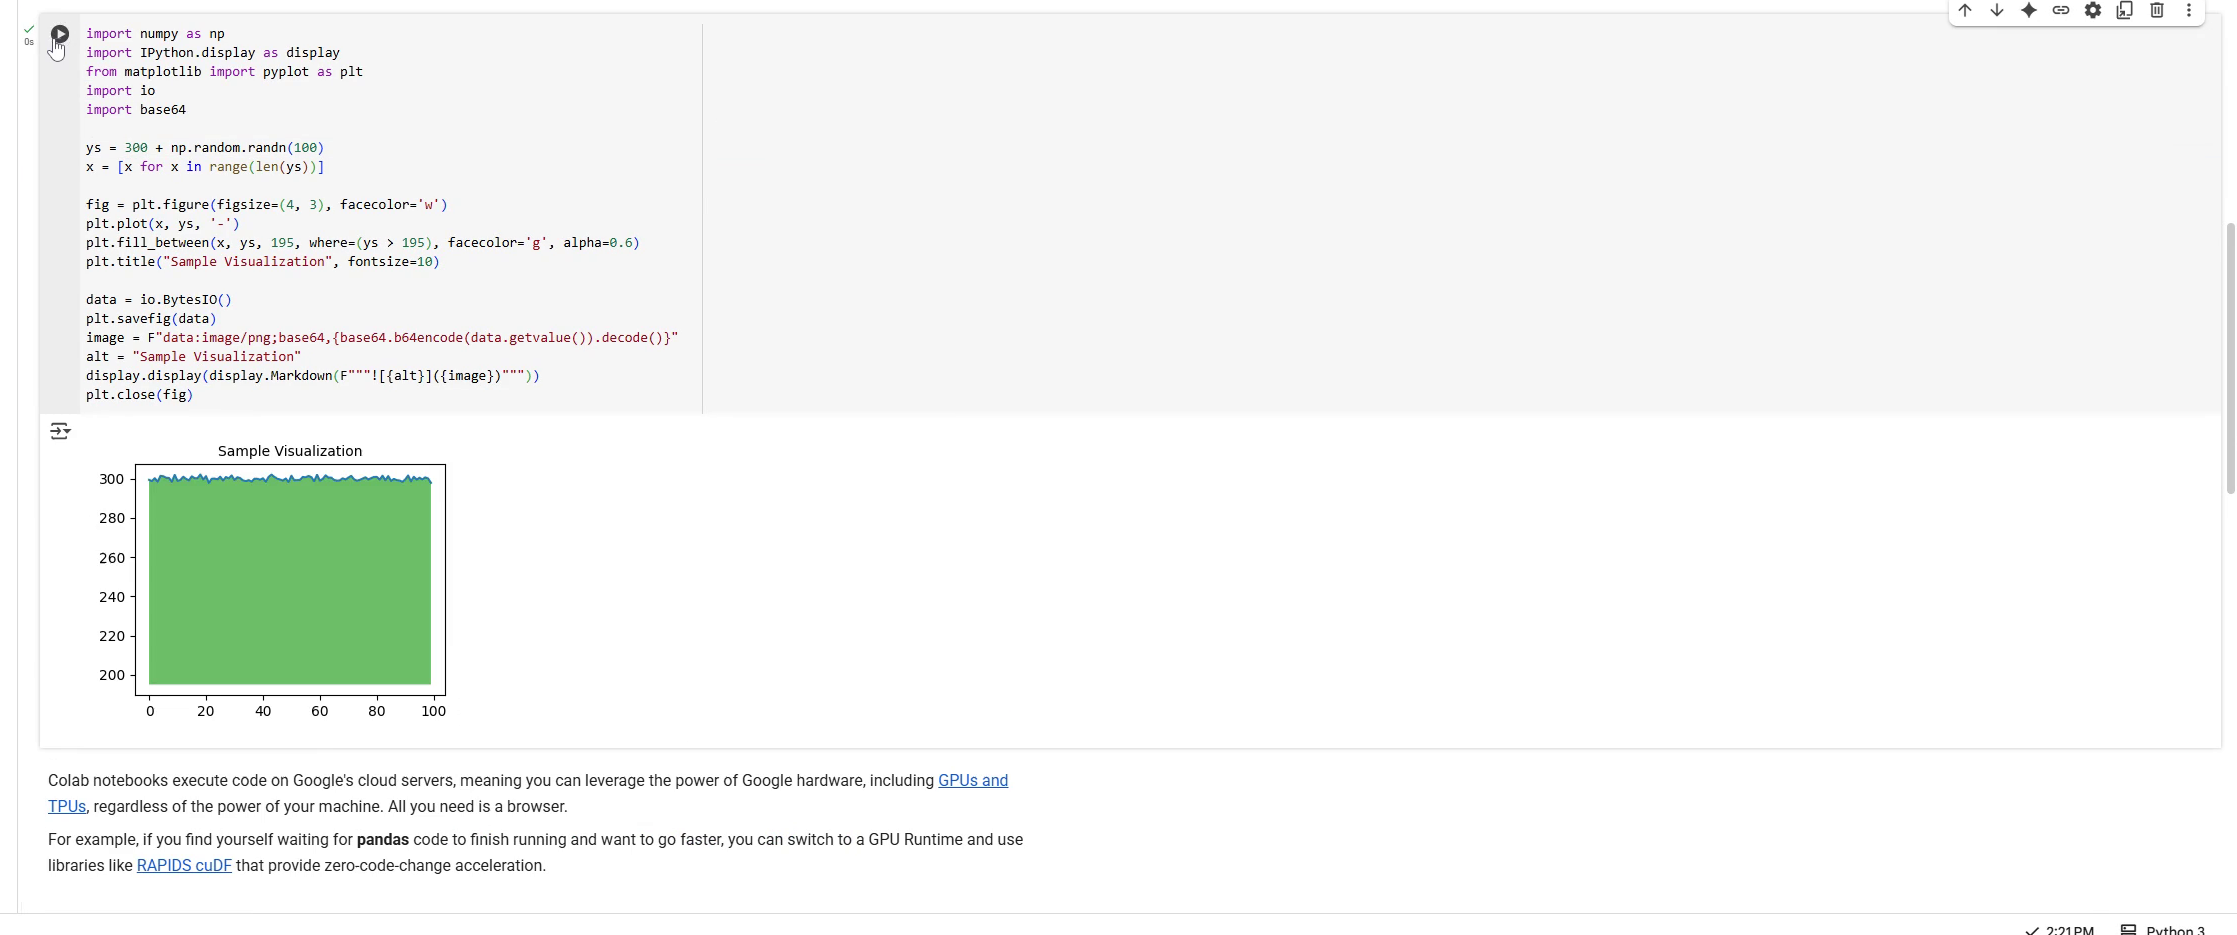 0s
import numpy as np
import IPython.display as display
from matplotlib import pyplot as plt
import io
import base64
ys = 300 + np.random.randn(100)
x = [x for x in range(len(ys))]
fig = plt.figure(figsize=(4, 3), facecolor='w')
plt.plot(x, ys, '-')
plt.fill_between(x, ys, 195, where=(ys > 195), facecolor='g', alpha=0.6)
plt.title("Sample Visualization", fontsize=10)
data = io.BytesIO()
plt.savefig(data)
image = F"data:image/png;base64,{base64.b64encode(data.getvalue()).decode()}"
alt = "Sample Visualization"
display.display(display.Markdown(F"""![{alt}]({image})"""))
plt.close(fig)
Sample Visualization
300
280
260
240
220
200
0 20 40 60 80 100
Colab notebooks execute code on Google's cloud servers, meaning you can leverage the power of Google hardware, including GPUs and
TPUs, regardless of the power of your machine. All you need is a browser.
For example, if you find yourself waiting for pandas code to finish running and want to go faster, you can switch to a GPU Runtime and use
libraries like RAPIDS cuDF that provide zero-code-change acceleration.
2:21 PM Python 3